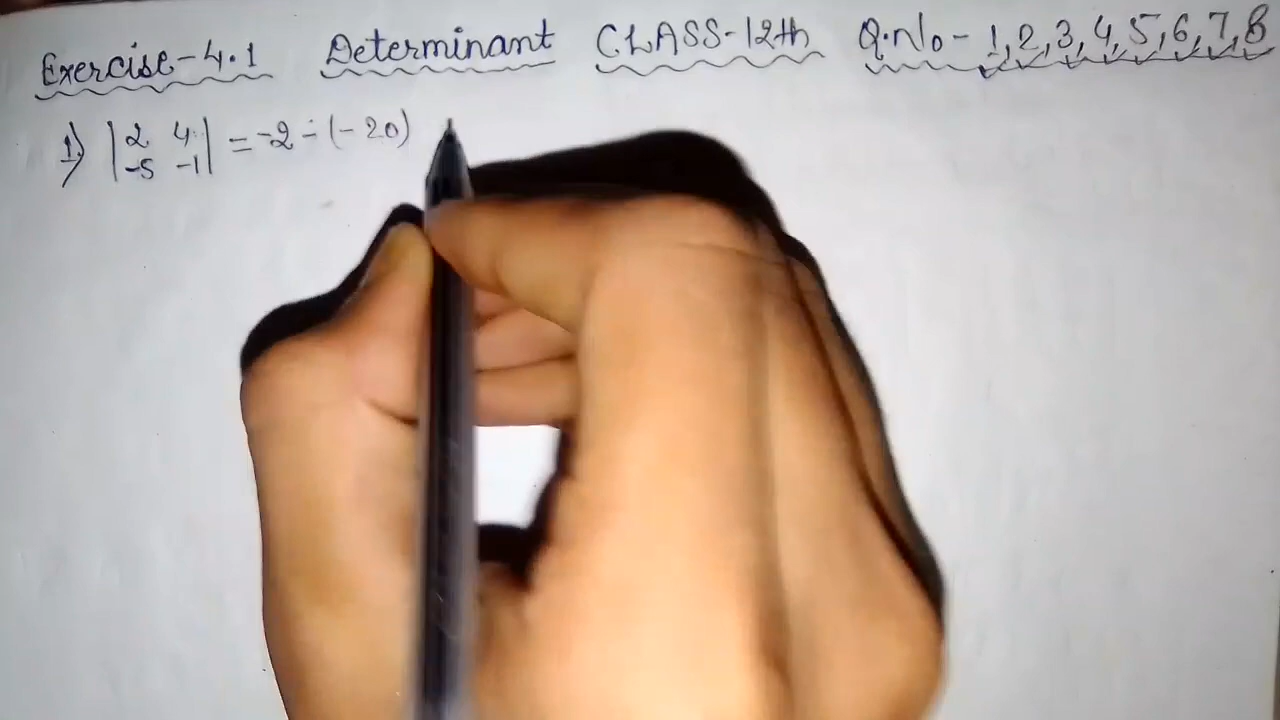 Exercise-4.1 Determinant CLASS-12th Q.No- 1,2,3,4,5,6,7,8
1) |2 4| = -2-(-20)
|-5 -1|